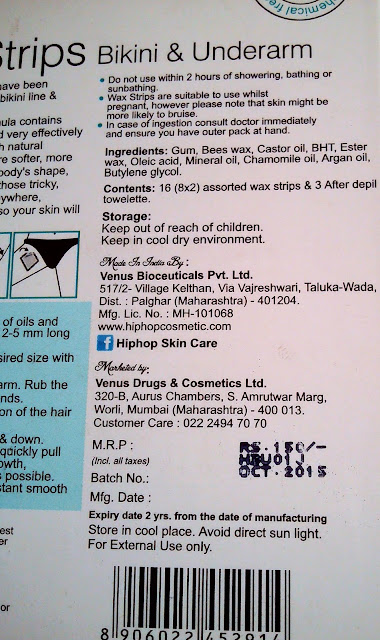 chemical fre
Strips Bikini & Underarm
have been
bikini line &
ula contains
d very effectively
h natural
e softer, more
body's shape,
those tricky,
ywhere,
so your skin will
of oils and
2-5 mm long
sired size with
arm. Rub the
nds.
on of the hair
& down.
quickly pull
owth,
s possible.
stant smooth
est
er
or
• Do not use within 2 hours of showering, bathing or
sunbathing.
• Wax Strips are suitable to use whilst
pregnant, however please note that skin might be
more likely to bruise.
• In case of ingestion consult doctor immediately
and ensure you have outer pack at hand.
Ingredients: Gum, Bees wax, Castor oil, BHT, Ester
wax, Oleic acid, Mineral oil, Chamomile oil, Argan oil,
Butylene glycol.
Contents: 16 (8x2) assorted wax strips & 3 After depil
towelette.
Storage:
Keep out of reach of children.
Keep in cool dry environment.
Made In India By :
Venus Bioceuticals Pvt. Ltd.
517/2- Village Kelthan, Via Vajreshwari, Taluka-Wada,
Dist. : Palghar (Maharashtra) - 401204.
Mfg. Lic. No. : MH-101068
www.hiphopcosmetic.com
f Hiphop Skin Care
Marketed by:
Venus Drugs & Cosmetics Ltd.
320-B, Aurus Chambers, S. Amrutwar Marg,
Worli, Mumbai (Maharashtra) - 400 013.
Customer Care : 022 2494 70 70
M.R.P : RS.150/-
(Incl. all taxes)
Batch No.: HBW01J
Mfg. Date : OCT.2015
Expiry date 2 yrs. from the date of manufacturing
Store in cool place. Avoid direct sun light.
For External Use only.